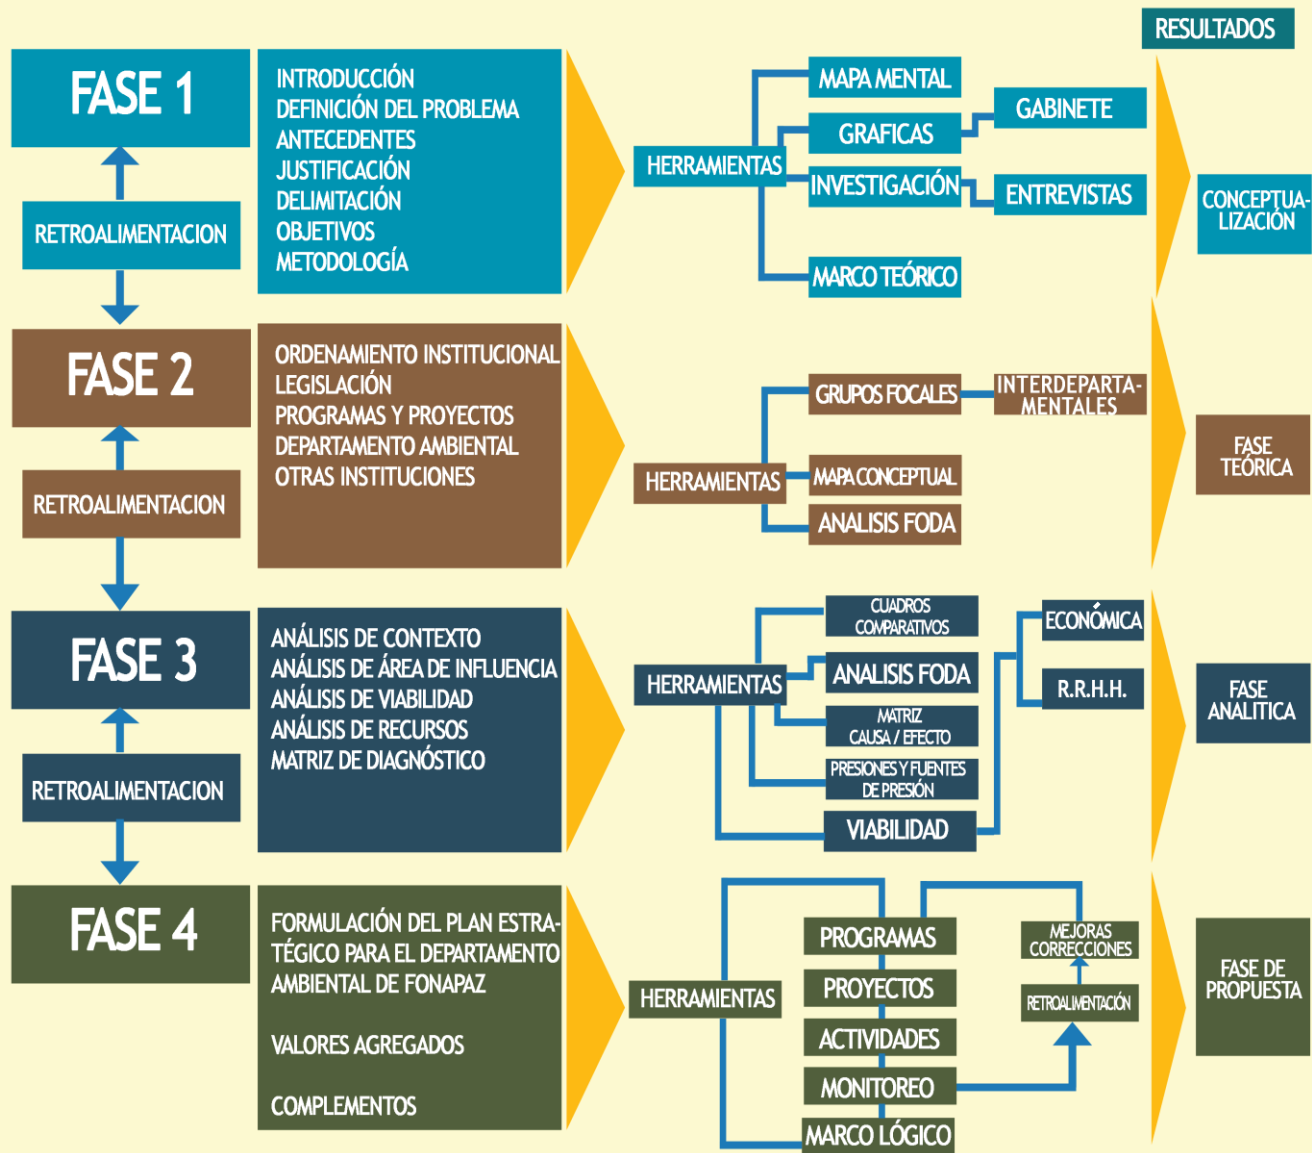 RESULTADOS
FASE 1
INTRODUCCIÓN
DEFINICIÓN DEL PROBLEMA
ANTECEDENTES
JUSTIFICACIÓN
DELIMITACIÓN
OBJETIVOS
METODOLOGÍA
HERRAMIENTAS
MAPA MENTAL
GRAFICAS
GABINETE
INVESTIGACIÓN
ENTREVISTAS
MARCO TEÓRICO
CONCEPTUA-
LIZACIÓN
RETROALIMENTACION
FASE 2
ORDENAMIENTO INSTITUCIONAL
LEGISLACIÓN
PROGRAMAS Y PROYECTOS
DEPARTAMENTO AMBIENTAL
OTRAS INSTITUCIONES
HERRAMIENTAS
GRUPOS FOCALES
INTERDEPARTA-
MENTALES
MAPA CONCEPTUAL
ANALISIS FODA
FASE
TEÓRICA
RETROALIMENTACION
FASE 3
ANÁLISIS DE CONTEXTO
ANÁLISIS DE ÁREA DE INFLUENCIA
ANÁLISIS DE VIABILIDAD
ANÁLISIS DE RECURSOS
MATRIZ DE DIAGNÓSTICO
HERRAMIENTAS
CUADROS
COMPARATIVOS
ANALISIS FODA
MATRIZ
CAUSA / EFECTO
PRESIONES Y FUENTES
DE PRESIÓN
VIABILIDAD
ECONÓMICA
R.R.H.H.
FASE
ANALITICA
RETROALIMENTACION
FASE 4
FORMULACIÓN DEL PLAN ESTRA-
TÉGICO PARA EL DEPARTAMENTO
AMBIENTAL DE FONAPAZ
VALORES AGREGADOS
COMPLEMENTOS
HERRAMIENTAS
PROGRAMAS
PROYECTOS
ACTIVIDADES
MONITOREO
MARCO LÓGICO
MEJORAS
CORRECCIONES
RETROALIMENTACIÓN
FASE DE
PROPUESTA